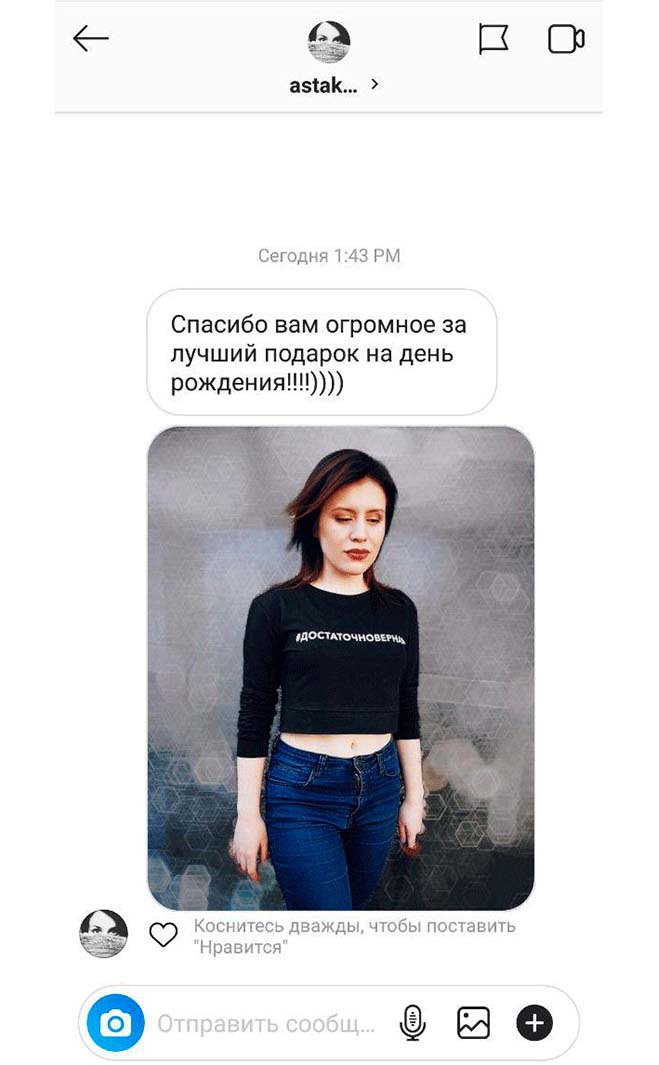 astak...
Сегодня 1:43 PM
Спасибо вам огромное за
лучший подарок на день
рождения!!!!))))
#ДОСТАТОЧНОВЕРНА
Коснитесь дважды, чтобы поставить
"Нравится"
Отправить сообщ...